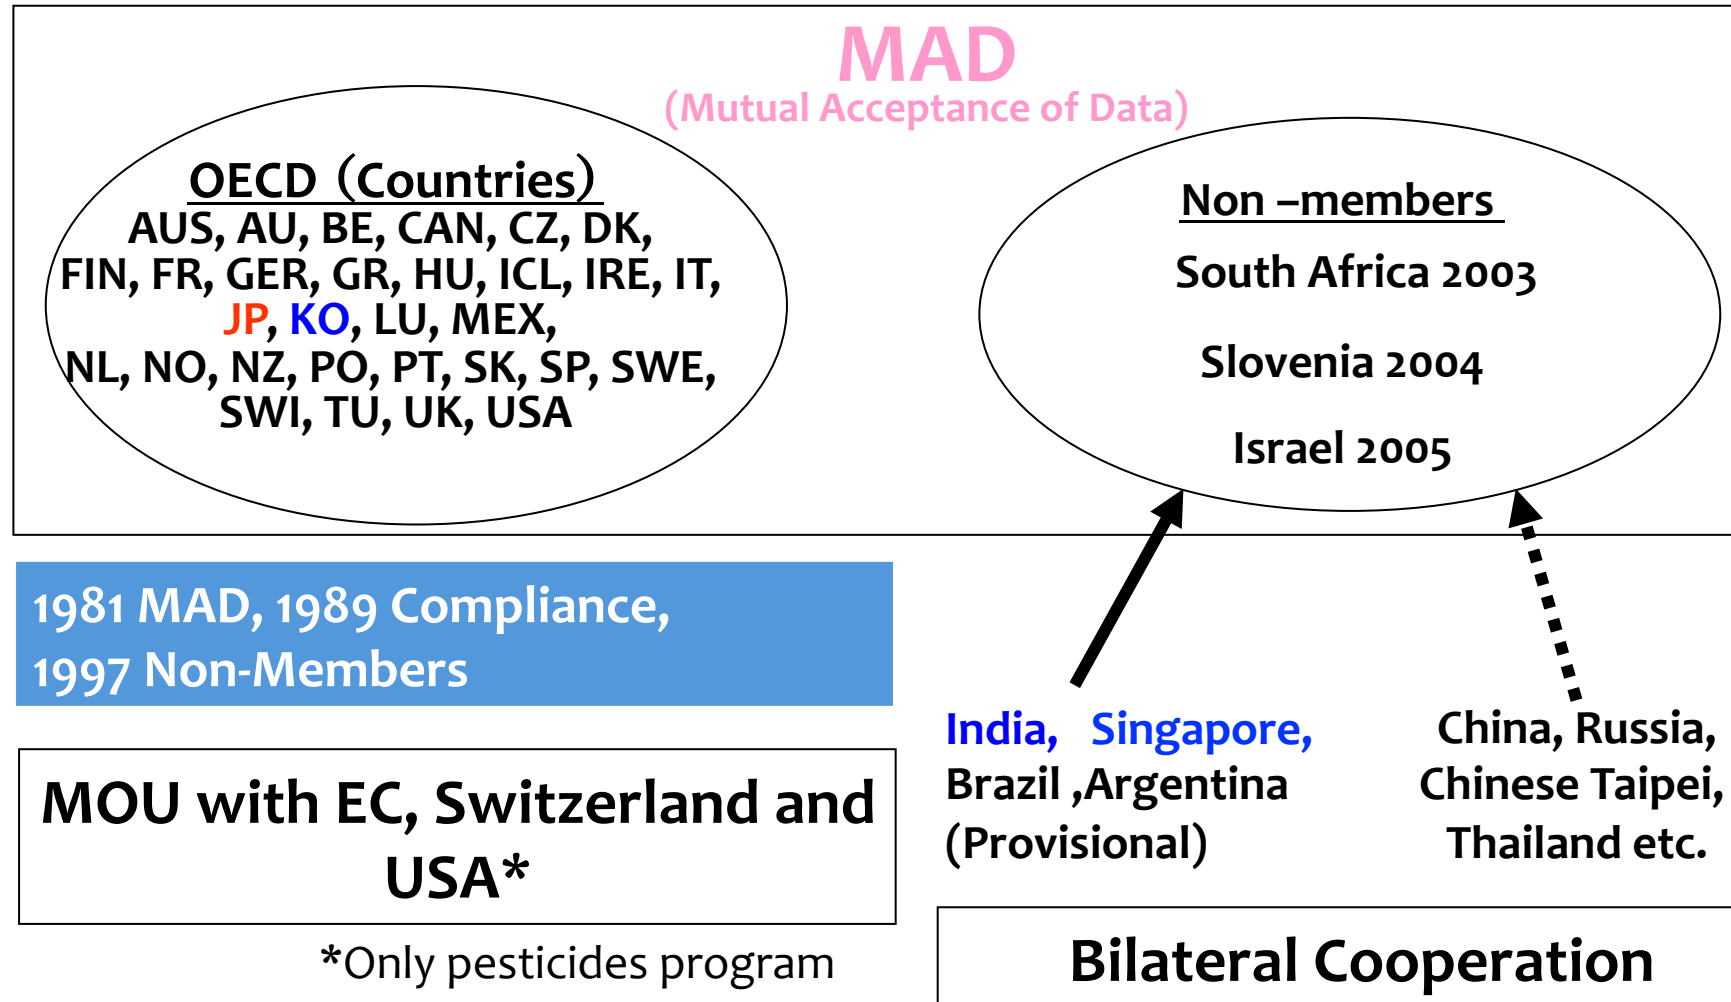 MAD
(Mutual Acceptance of Data)
OECD（Countries）
AUS, AU, BE, CAN, CZ, DK,
FIN, FR, GER, GR, HU, ICL, IRE, IT,
JP, KO, LU, MEX,
NL, NO, NZ, PO, PT, SK, SP, SWE,
SWI, TU, UK, USA
Non –members
South Africa 2003
Slovenia 2004
Israel 2005
1981 MAD, 1989 Compliance,
1997 Non-Members
MOU with EC, Switzerland and
USA*
*Only pesticides program
India, Singapore,
Brazil ,Argentina
(Provisional)
China, Russia,
Chinese Taipei,
Thailand etc.
Bilateral Cooperation